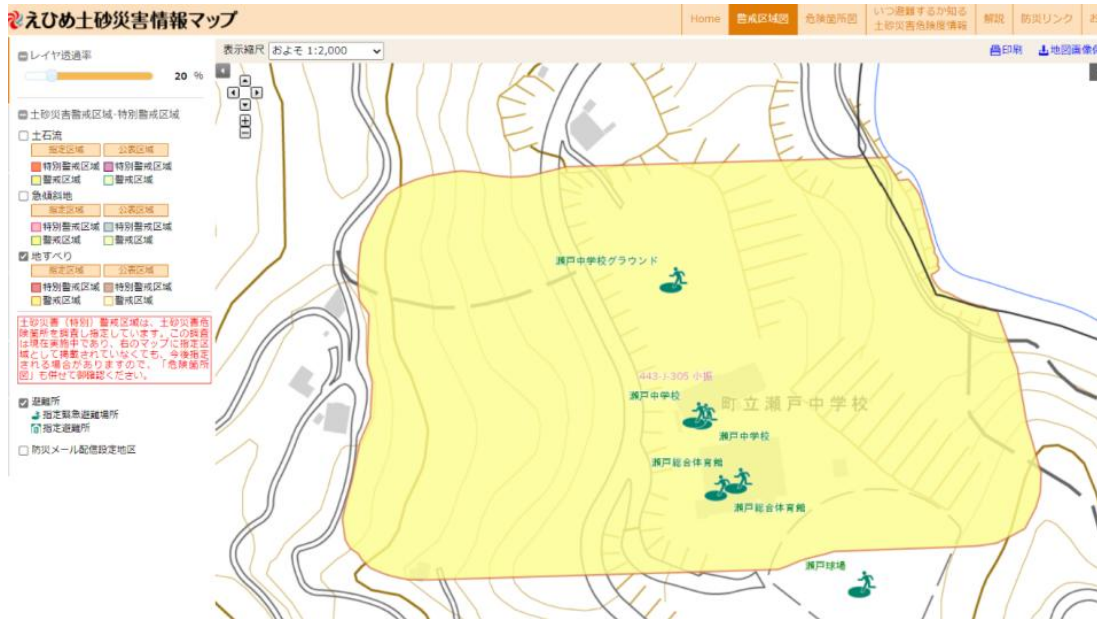 えひめ土砂災害情報マップ
Home
警戒区域図
危険箇所図
いつ避難するか知る
土砂災害危険度情報
解説
防災リンク
表示縮尺 およそ 1:2,000
印刷
地図画像
レイヤ透過率
20 %
土砂災害警戒区域・特別警戒区域
土石流
指定区域 公表区域
特別警戒区域 特別警戒区域
警戒区域 警戒区域
急傾斜地
指定区域 公表区域
特別警戒区域 特別警戒区域
警戒区域 警戒区域
地すべり
指定区域 公表区域
特別警戒区域 特別警戒区域
警戒区域 警戒区域
土砂災害（特別）警戒区域は、土砂災害危
険箇所を調査し指定しています。この調査
は現在実施中であり、右のマップに指定区
域として掲載されていなくても、今後指定
される場合がありますので、「危険箇所
図」も併せて御確認ください。
避難所
指定緊急避難場所
指定避難所
防災メール配信設定地区
瀬戸中学校グラウンド
443-J-305 小振
瀬戸中学校
町立瀬戸中学校
瀬戸中学校
瀬戸総合体育館
瀬戸総合体育館
瀬戸球場